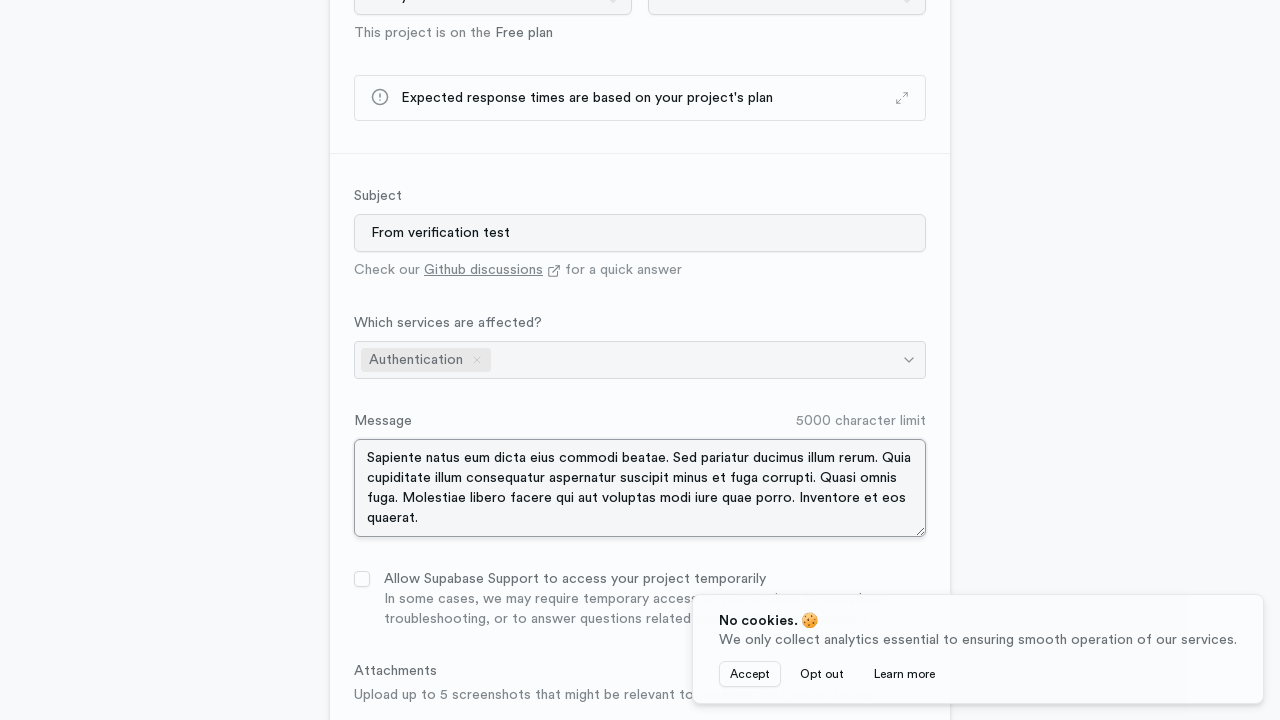 This project is on the Free plan
Expected response times are based on your project's plan
Subject
From verification test
Check our Github discussions for a quick answer
Which services are affected?
Authentication
Message
5000 character limit
Sapiente natus eum dicta eius commodi beatae. Sed pariatur ducimus illum rerum. Quia
cupiditate illum consequatur aspernatur suscipit minus et fuga corrupti. Quasi omnis
fuga. Molestiae libero facere qui aut voluptas modi iure quae porro. Inventore et eos
quaerat.
Allow Supabase Support to access your project temporarily
In some cases, we may require temporary access
troubleshooting, or to answer questions related
Attachments
Upload up to 5 screenshots that might be relevant to
No cookies. 🍪
We only collect analytics essential to ensuring smooth operation of our services.
Accept
Opt out
Learn more